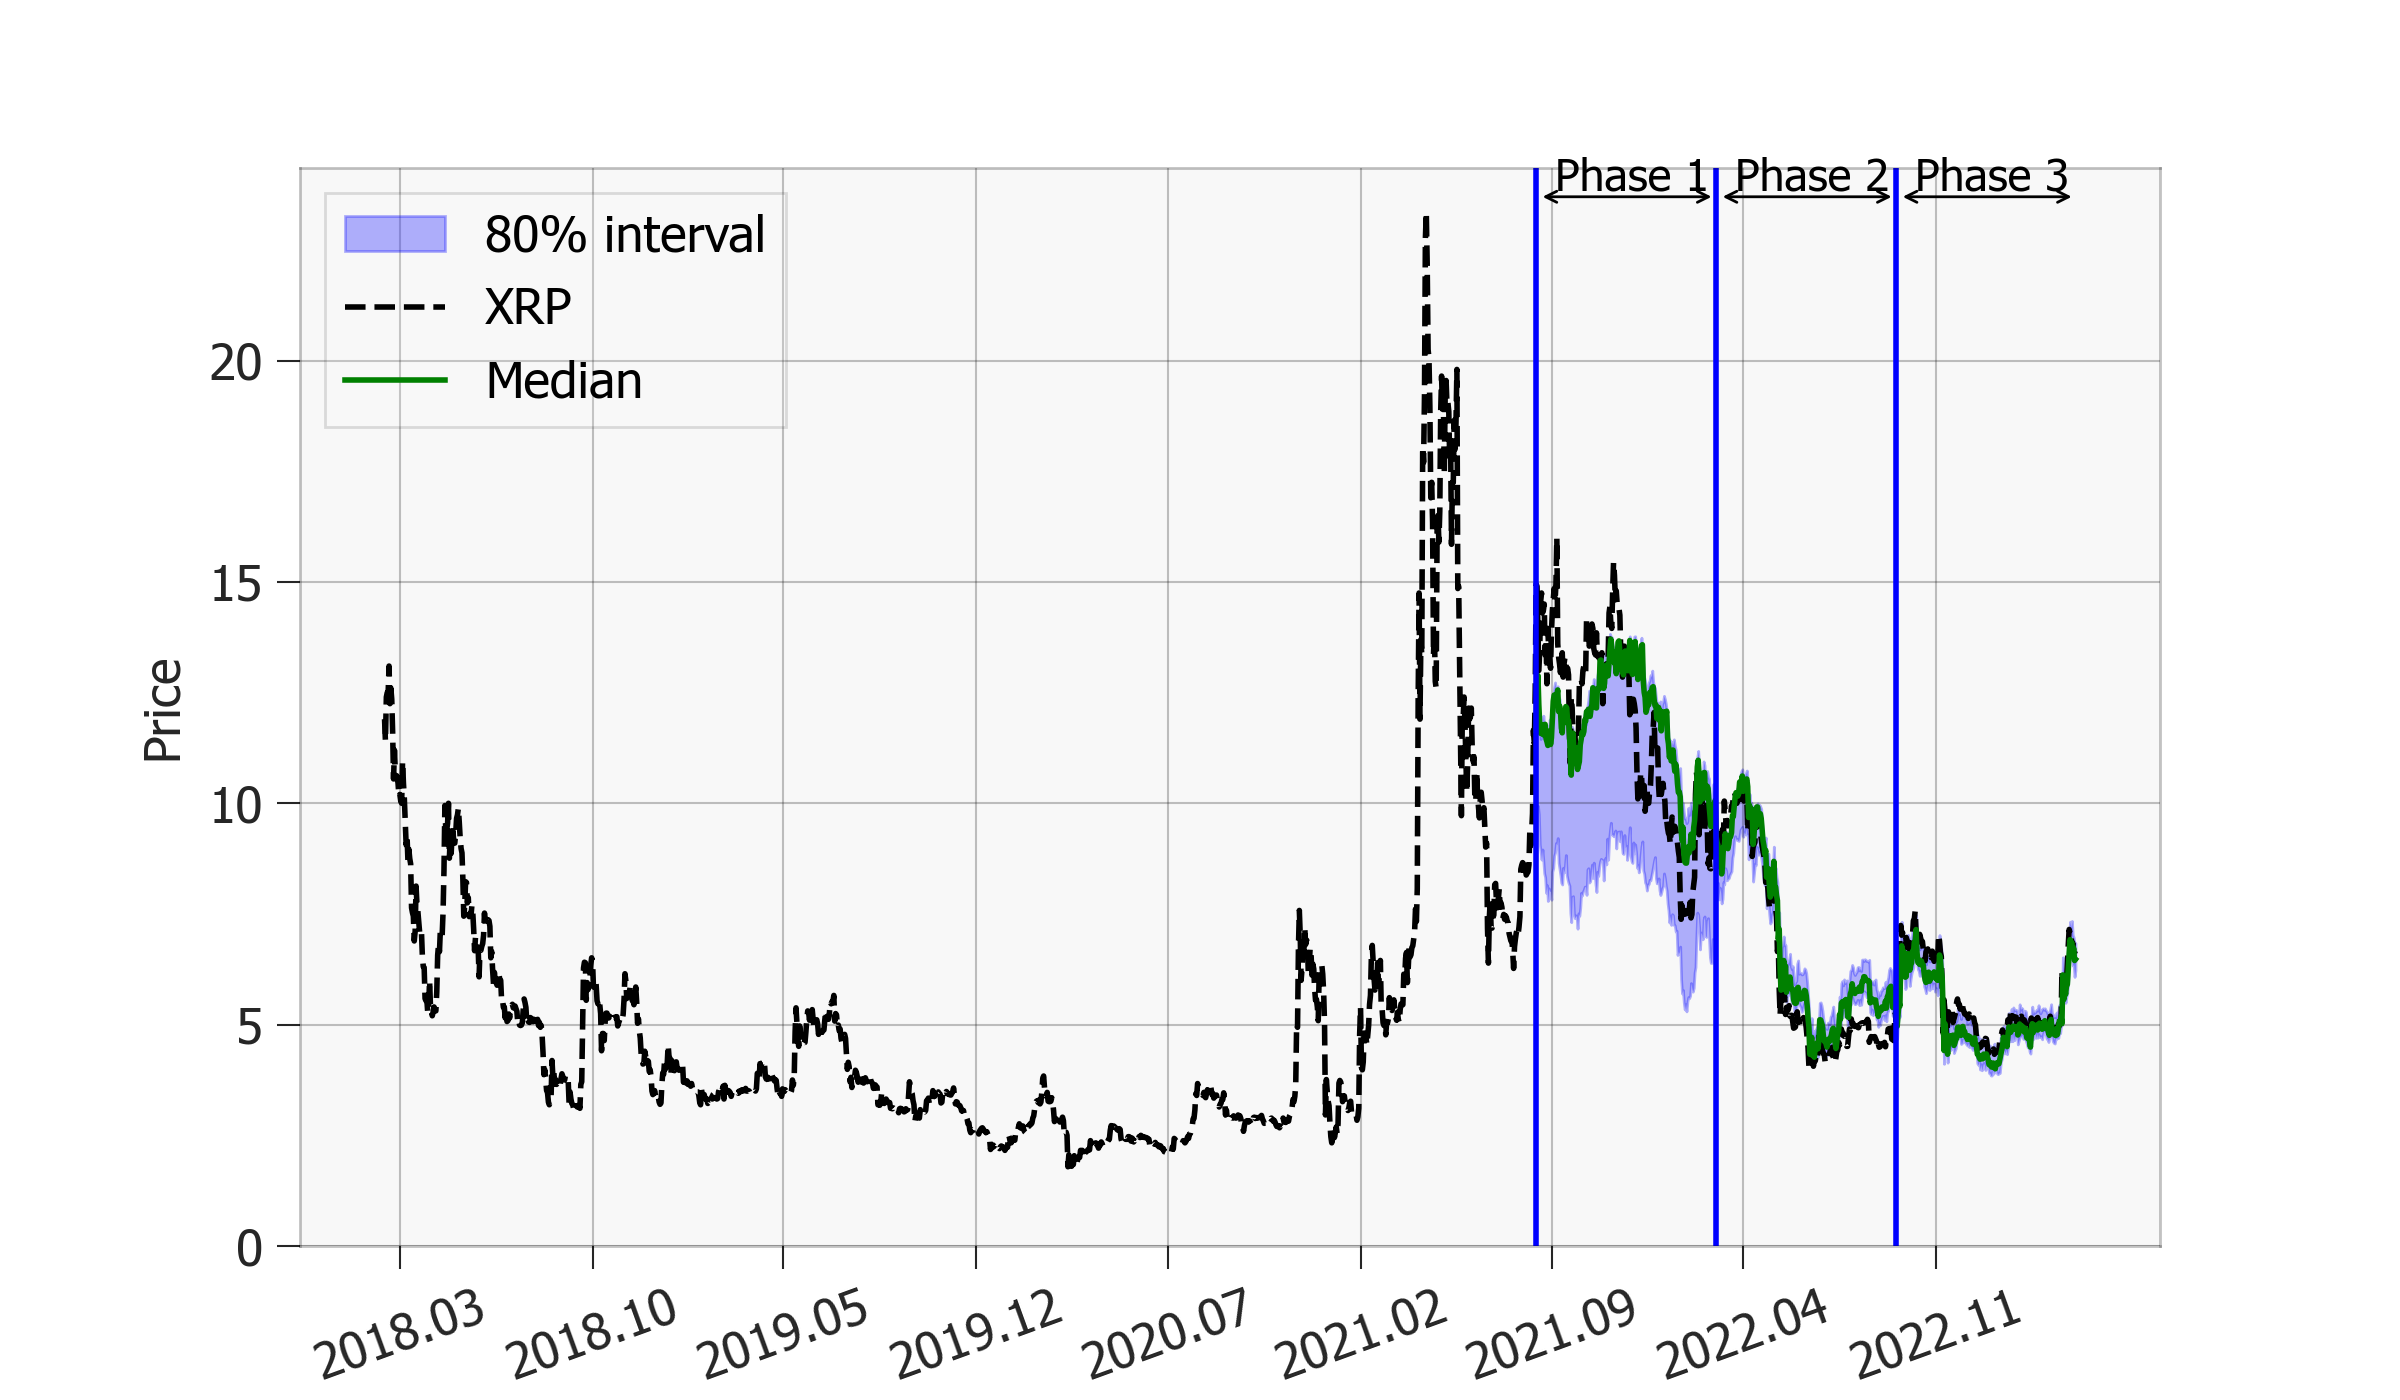 Phase 1
Phase 2
Phase 3
80% interval
XRP
Median
20
15
10
5
0
Price
2018.03
2018.10
2019.05
2019.12
2020.07
2021.02
2021.09
2022.04
2022.11